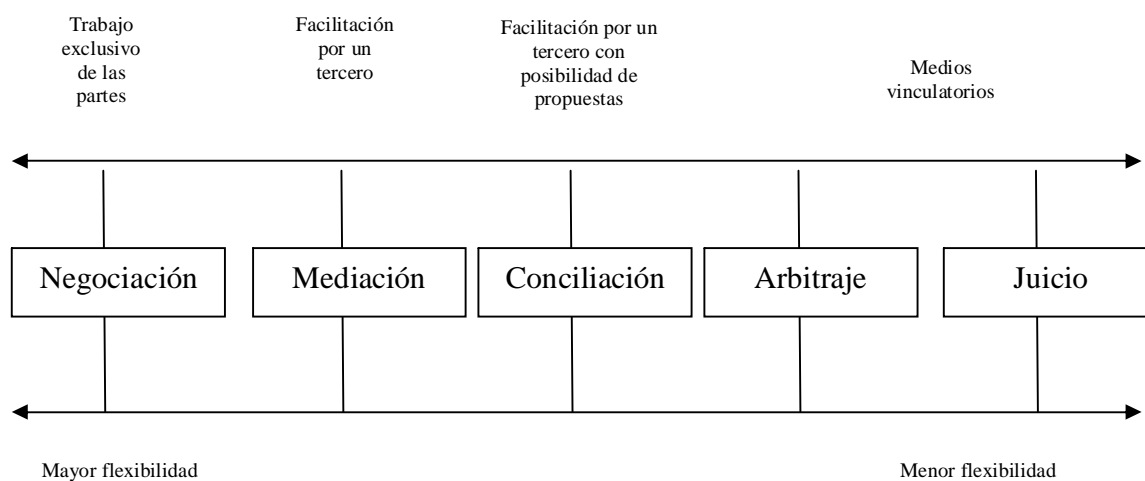 Trabajo
exclusivo
de las
partes
Facilitación
por un
tercero
Facilitación por un
tercero con
posibilidad de
propuestas
Medios
vinculatorios
Negociación
Mediación
Conciliación
Arbitraje
Juicio
Mayor flexibilidad
Menor flexibilidad